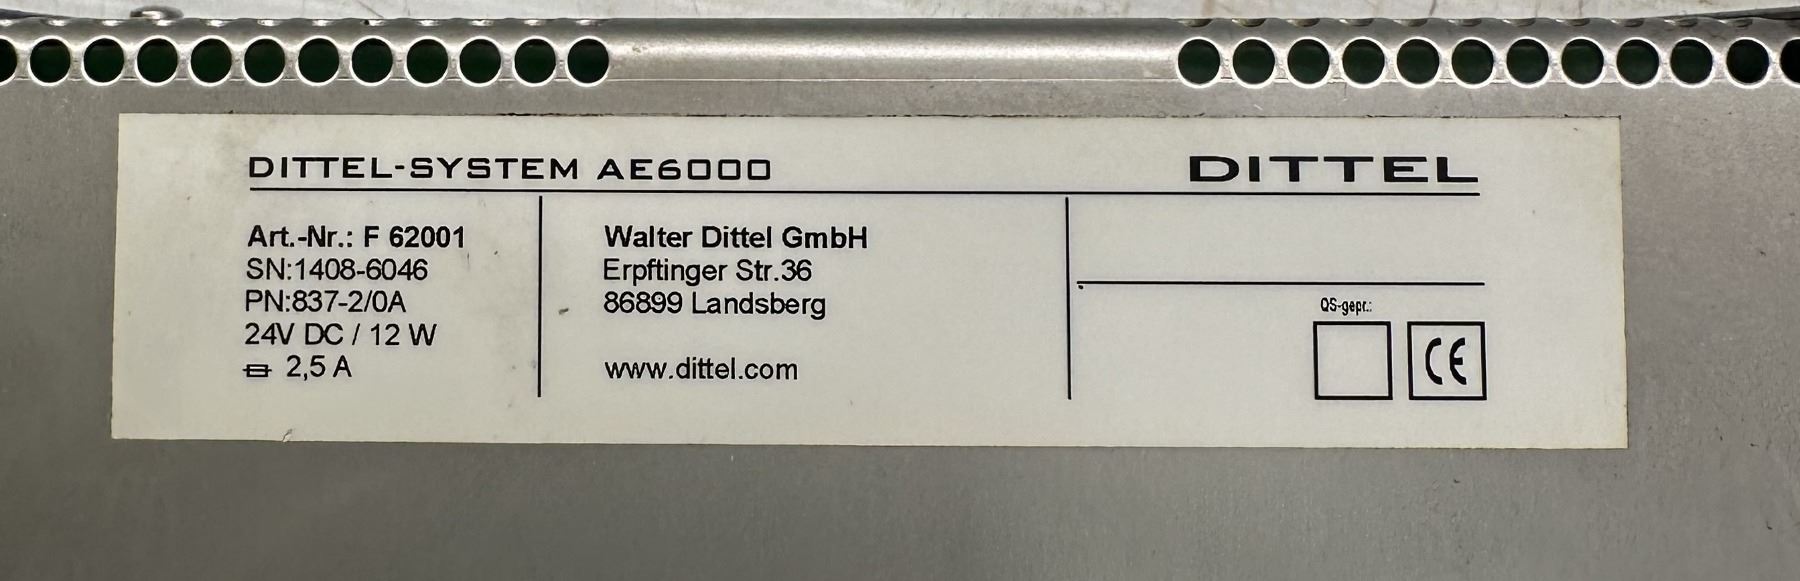 DITTEL-SYSTEM AE6000
DITTEL
Art.-Nr.: F 62001
SN:1408-6046
PN:837-2/0A
24V DC / 12 W
2,5 A
Walter Dittel GmbH
Erpftinger Str.36
86899 Landsberg
www.dittel.com
QS-gepr.:
CE